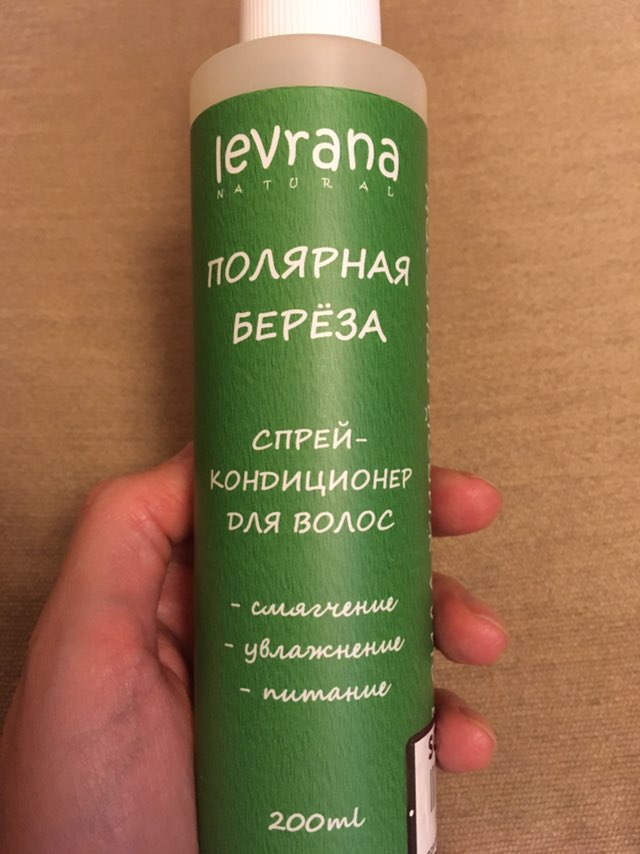 levrana
NATURAL
ПОЛЯРНАЯ
БЕРЁЗА
СПРЕЙ-
КОНДИЦИОНЕР
ДЛЯ ВОЛОС
- смягчение
- увлажнение
- питание
200ml